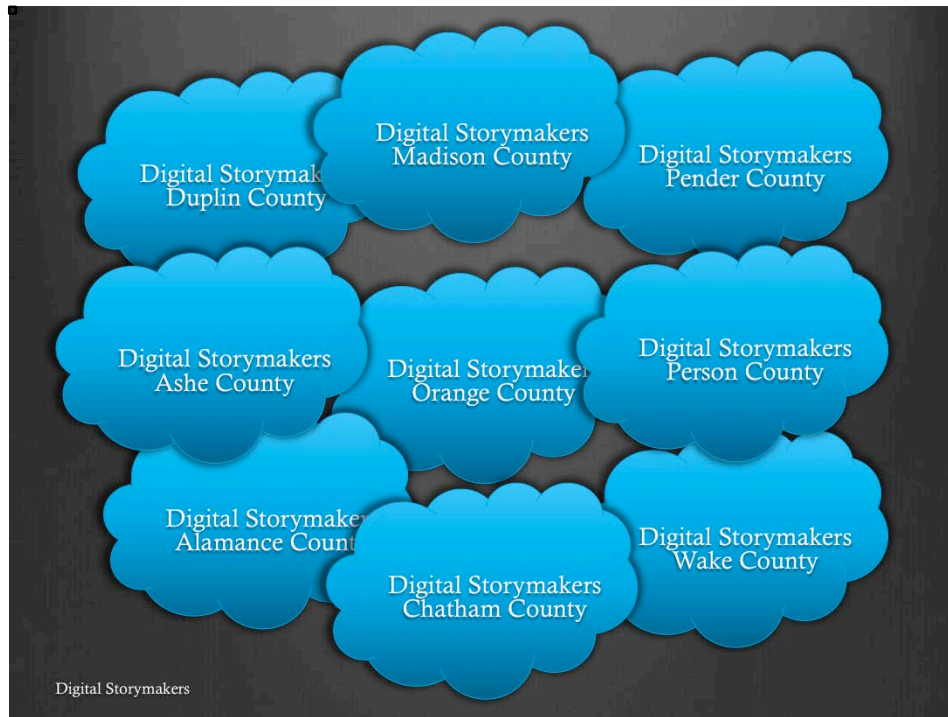 Digital Storymakers
Madison County
Digital Storymak
Duplin County
Digital Storymakers
Pender County
Digital Storymakers
Ashe County
Digital Storymaker
Orange County
Digital Storymakers
Person County
Digital Storymaker
Alamance Count
Digital Storymakers
Chatham County
Digital Storymakers
Wake County
Digital Storymakers